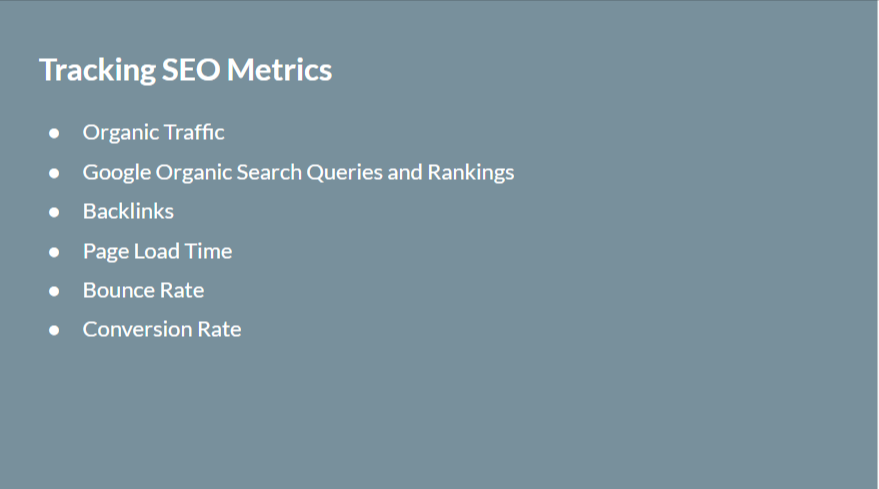 Tracking SEO Metrics
● Organic Traffic
● Google Organic Search Queries and Rankings
● Backlinks
● Page Load Time
● Bounce Rate
● Conversion Rate